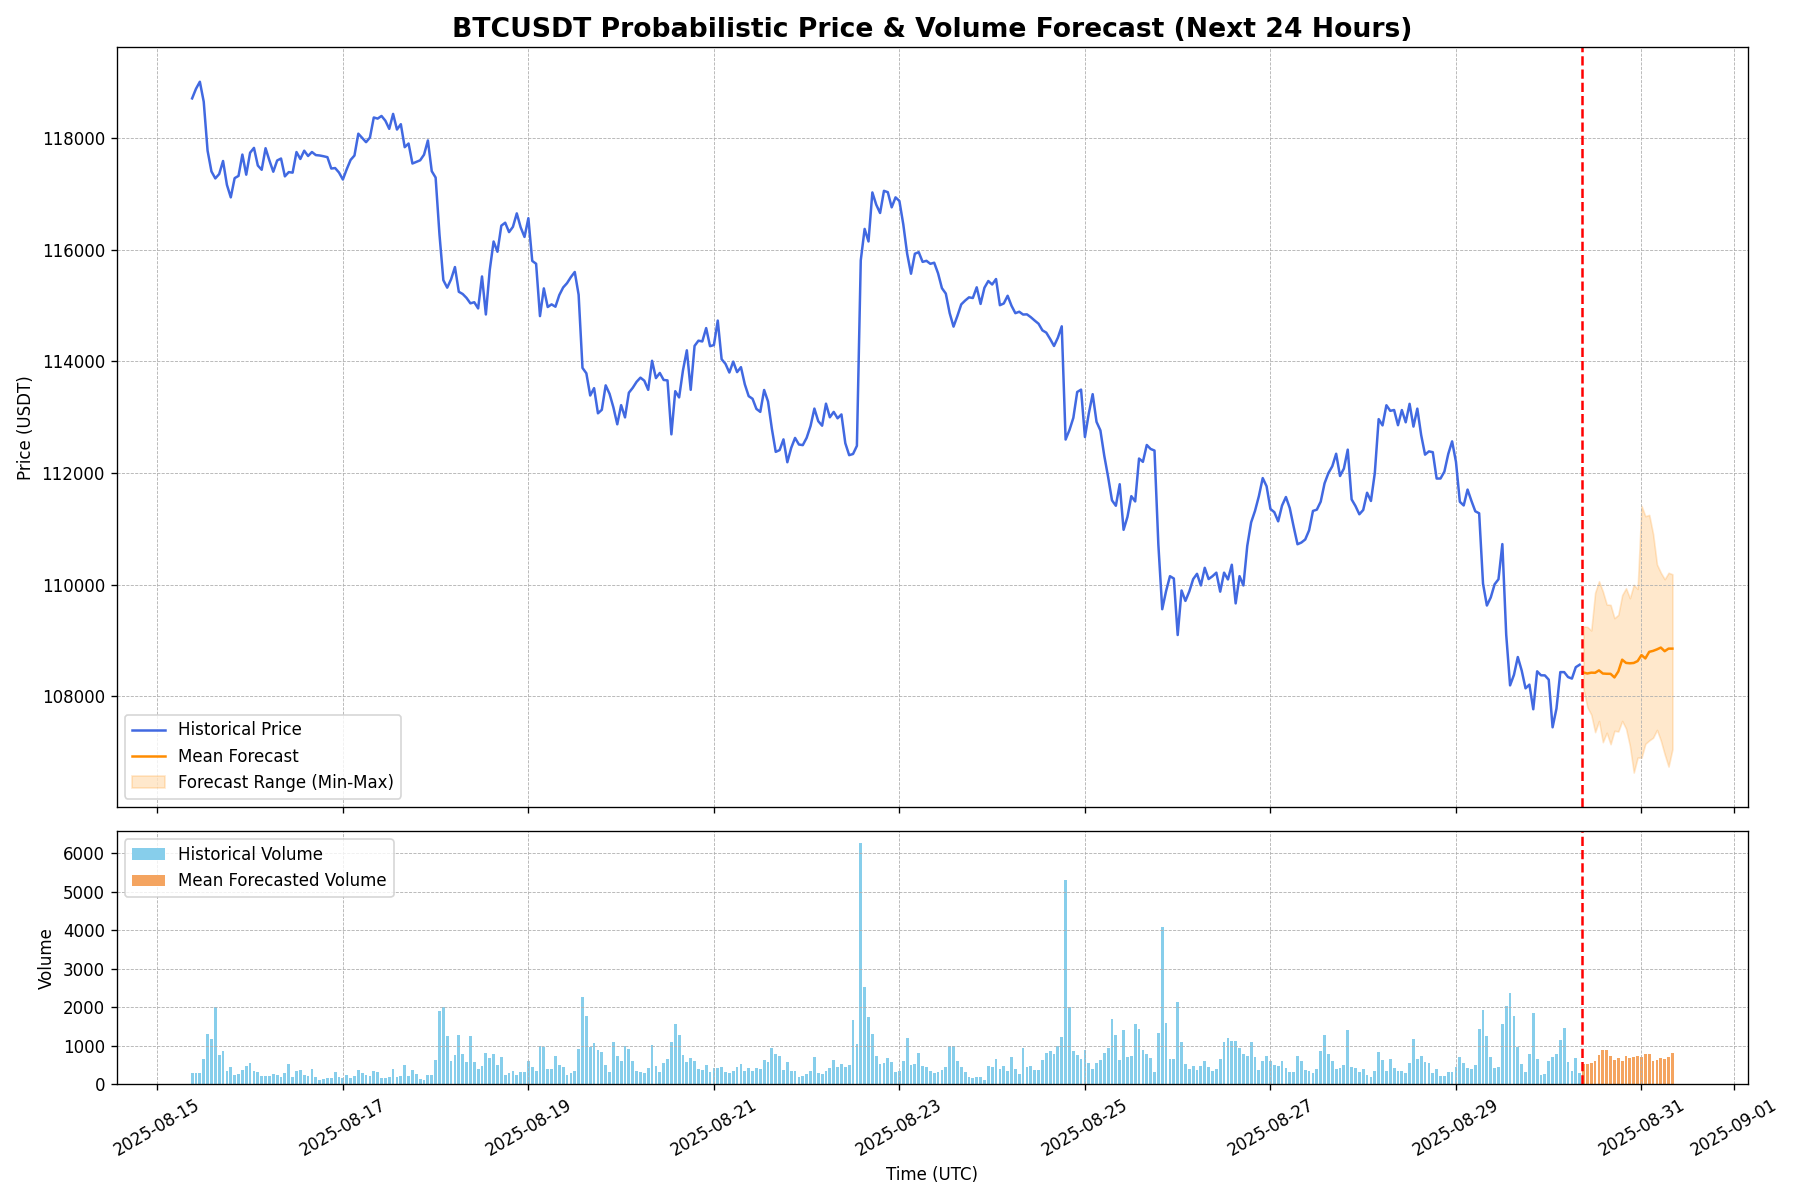 BTCUSDT Probabilistic Price & Volume Forecast (Next 24 Hours)
Price (USDT)
118000
116000
114000
112000
110000
108000
Historical Price
Mean Forecast
Forecast Range (Min-Max)
Volume
6000
5000
4000
3000
2000
1000
0
Historical Volume
Mean Forecasted Volume
2025-08-15
2025-08-17
2025-08-19
2025-08-21
2025-08-23
2025-08-25
2025-08-27
2025-08-29
2025-08-31
2025-09-01
Time (UTC)